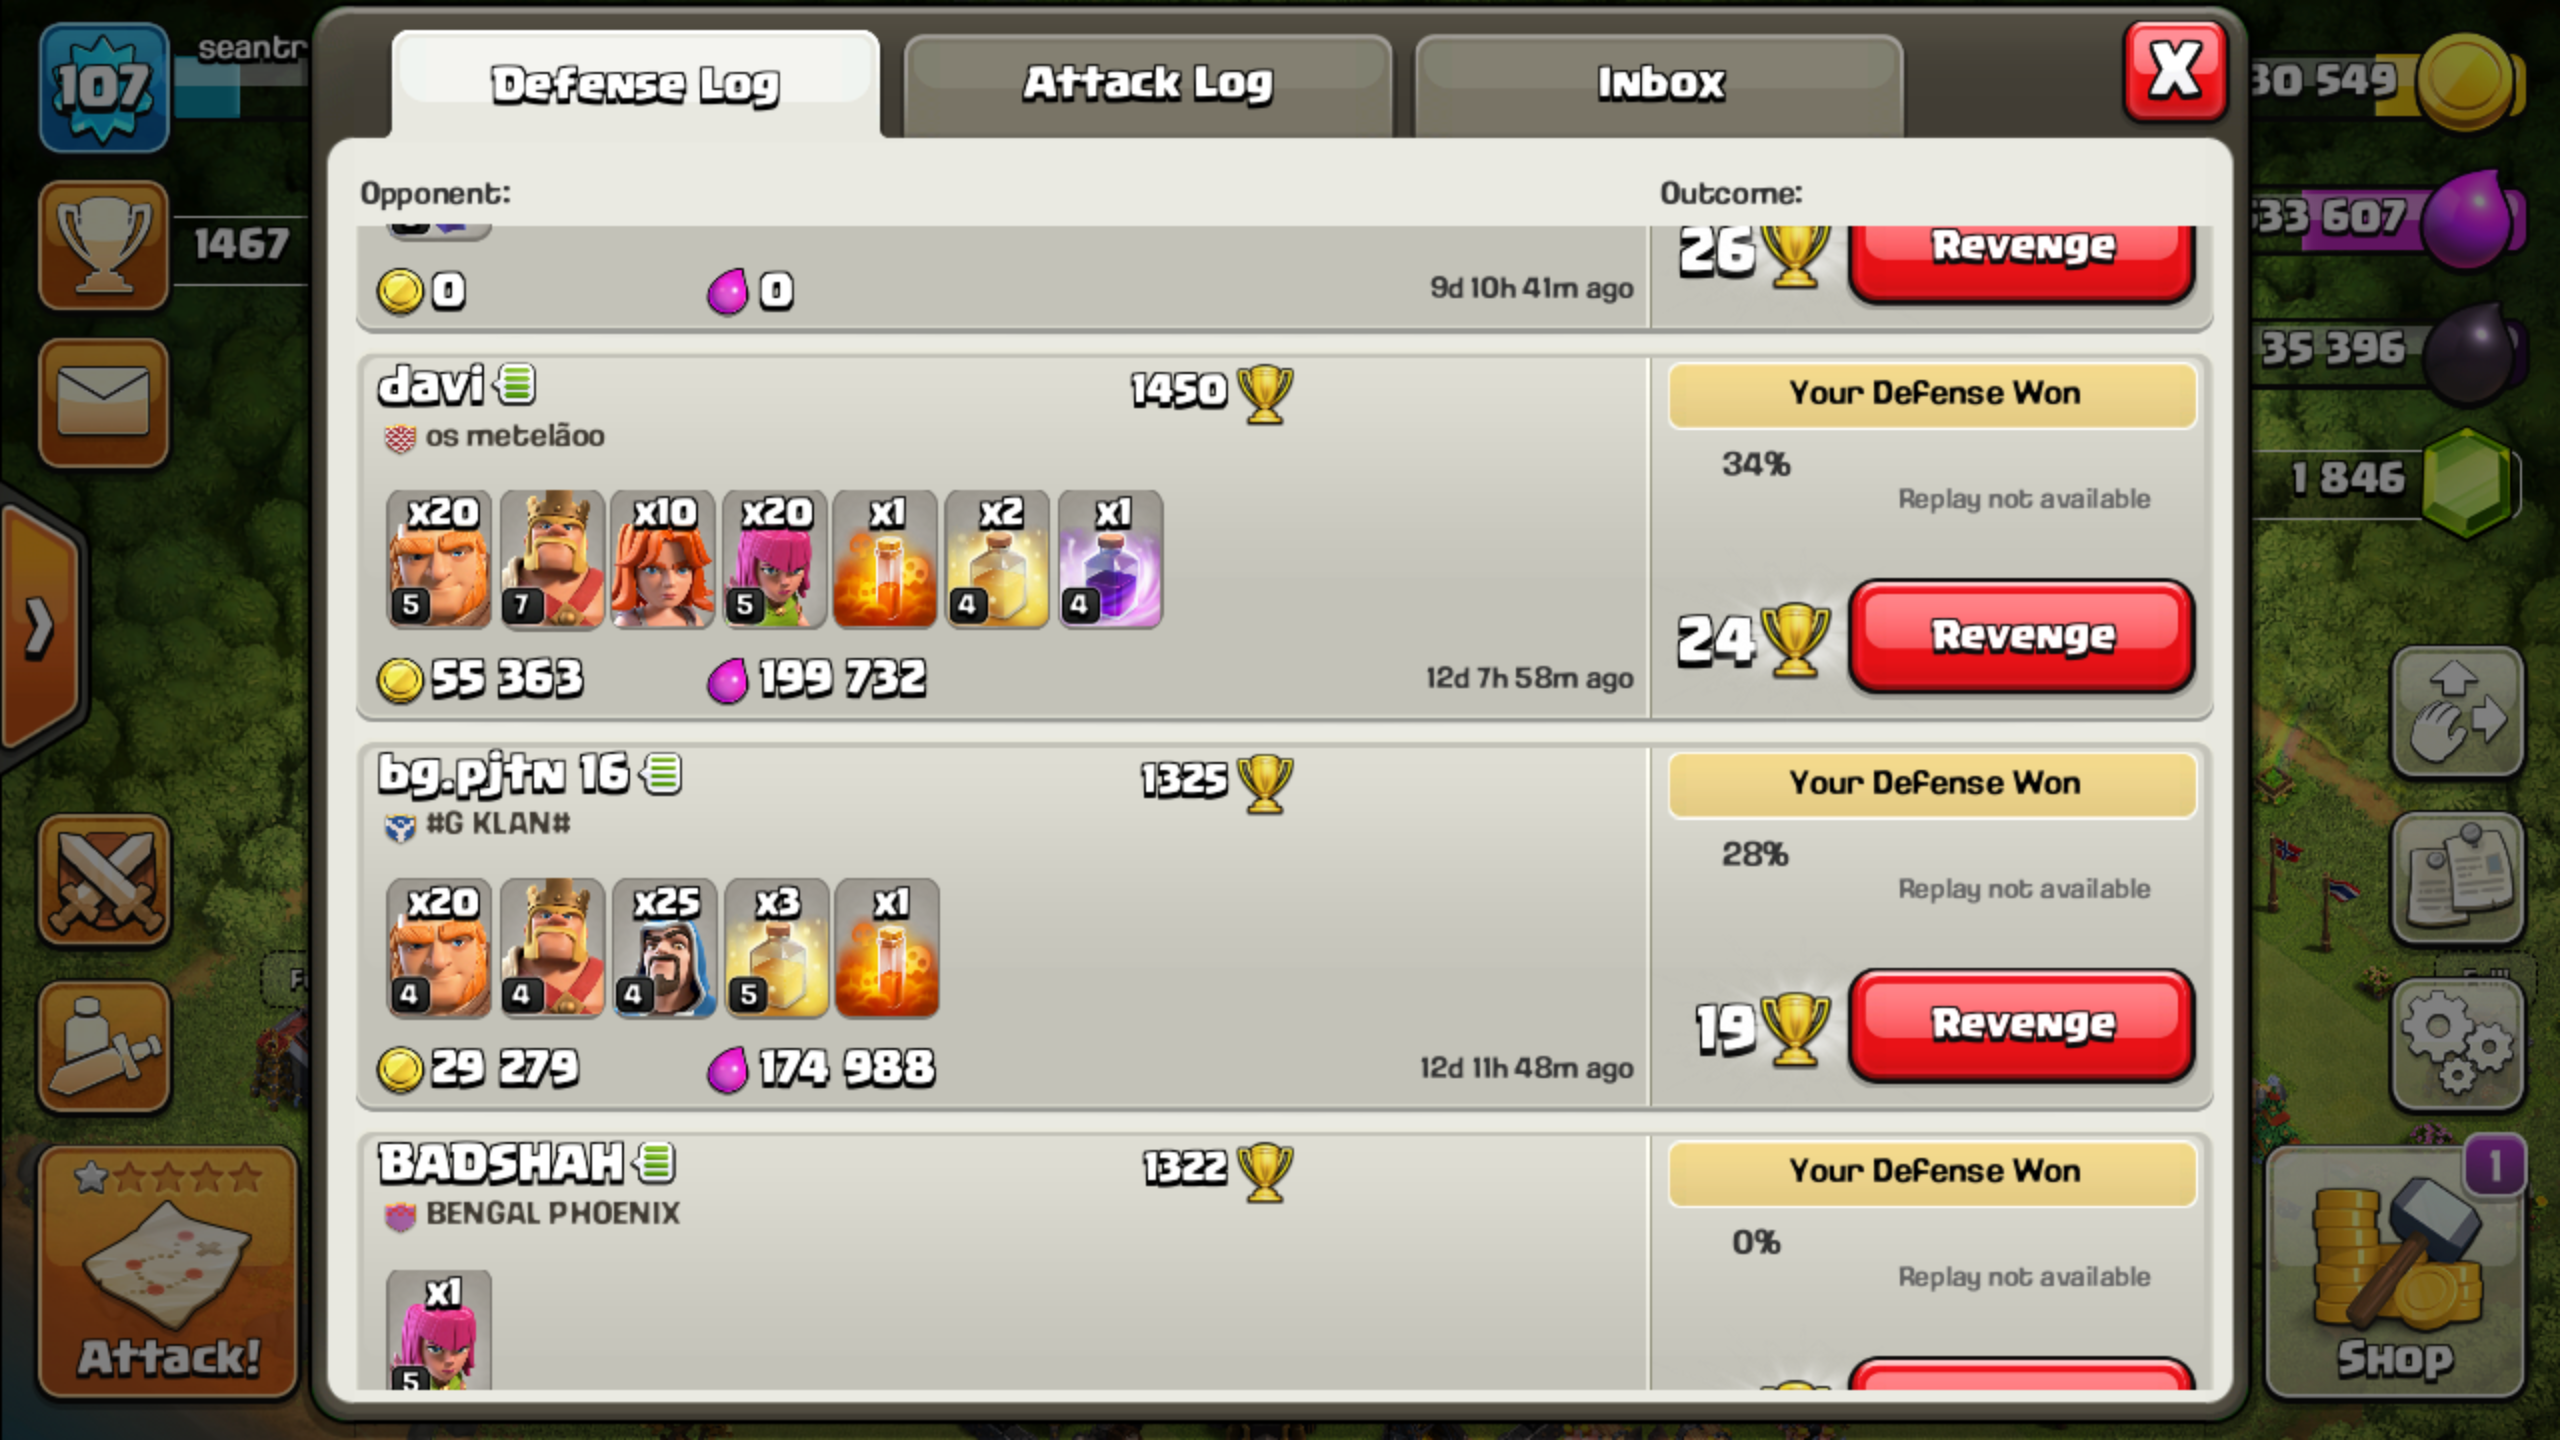 107
seantr
Defense Log
Attack Log
Inbox
X
30 549
1467
Opponent:
Outcome:
33 607
26
Revenge
0
0
9d 10h 41m ago
35 396
davi
1450
Your Defense Won
os metelãoo
34%
1 846
Replay not available
x20
x10
x20
x1
x2
x1
5
7
5
4
4
24
Revenge
55 363
199 732
12d 7h 58m ago
bg.pjtn 16
1325
Your Defense Won
#G KLAN#
28%
Replay not available
x20
x25
x3
x1
4
4
4
5
19
Revenge
29 279
174 988
12d 11h 48m ago
BADSHAH
1322
Your Defense Won
1
BENGAL PHOENIX
0%
Replay not available
x1
5
Attack!
Shop